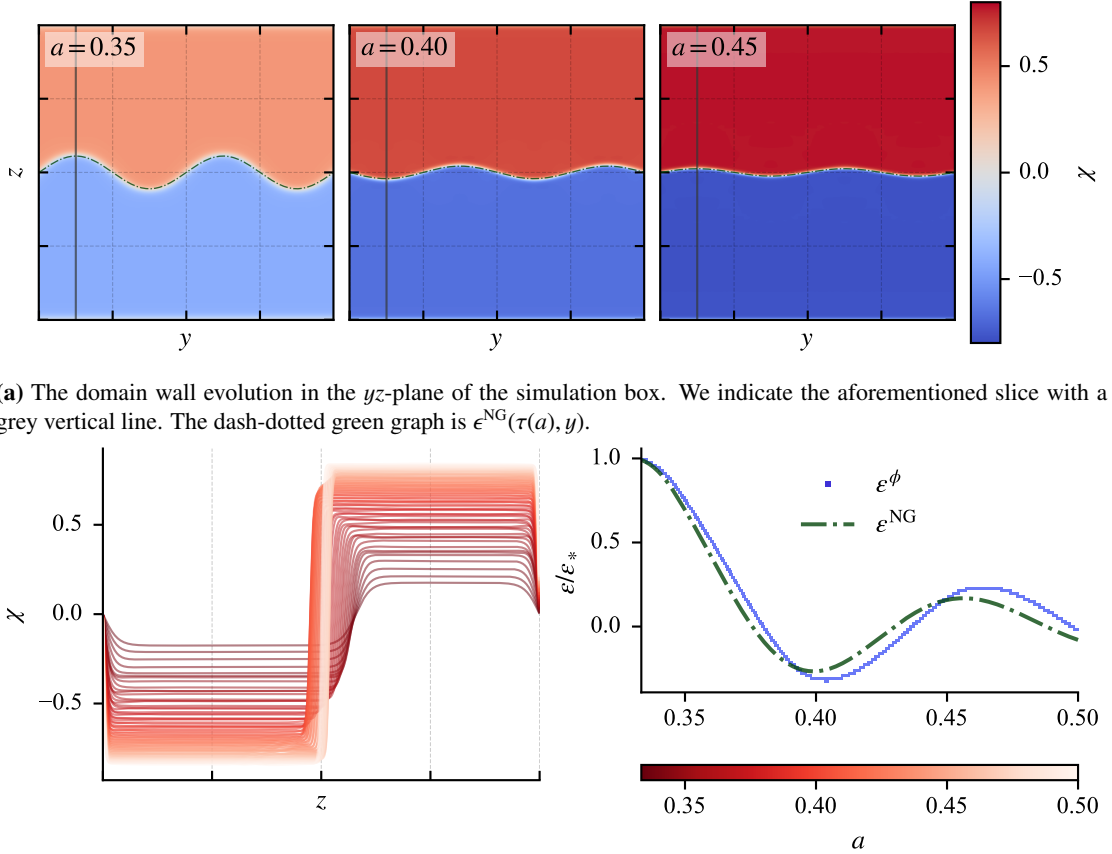 a = 0.35
a = 0.40
a = 0.45
z
y
y
y
0.5
0.0
−0.5
χ
(a) The domain wall evolution in the yz-plane of the simulation box. We indicate the aforementioned slice with a
grey vertical line. The dash-dotted green graph is ϵ^NG(τ(a), y).
0.5
0.0
−0.5
χ
z
1.0
0.5
0.0
ε/ε*
ε^ϕ
ε^NG
0.35 0.40 0.45 0.50
0.35 0.40 0.45 0.50
a